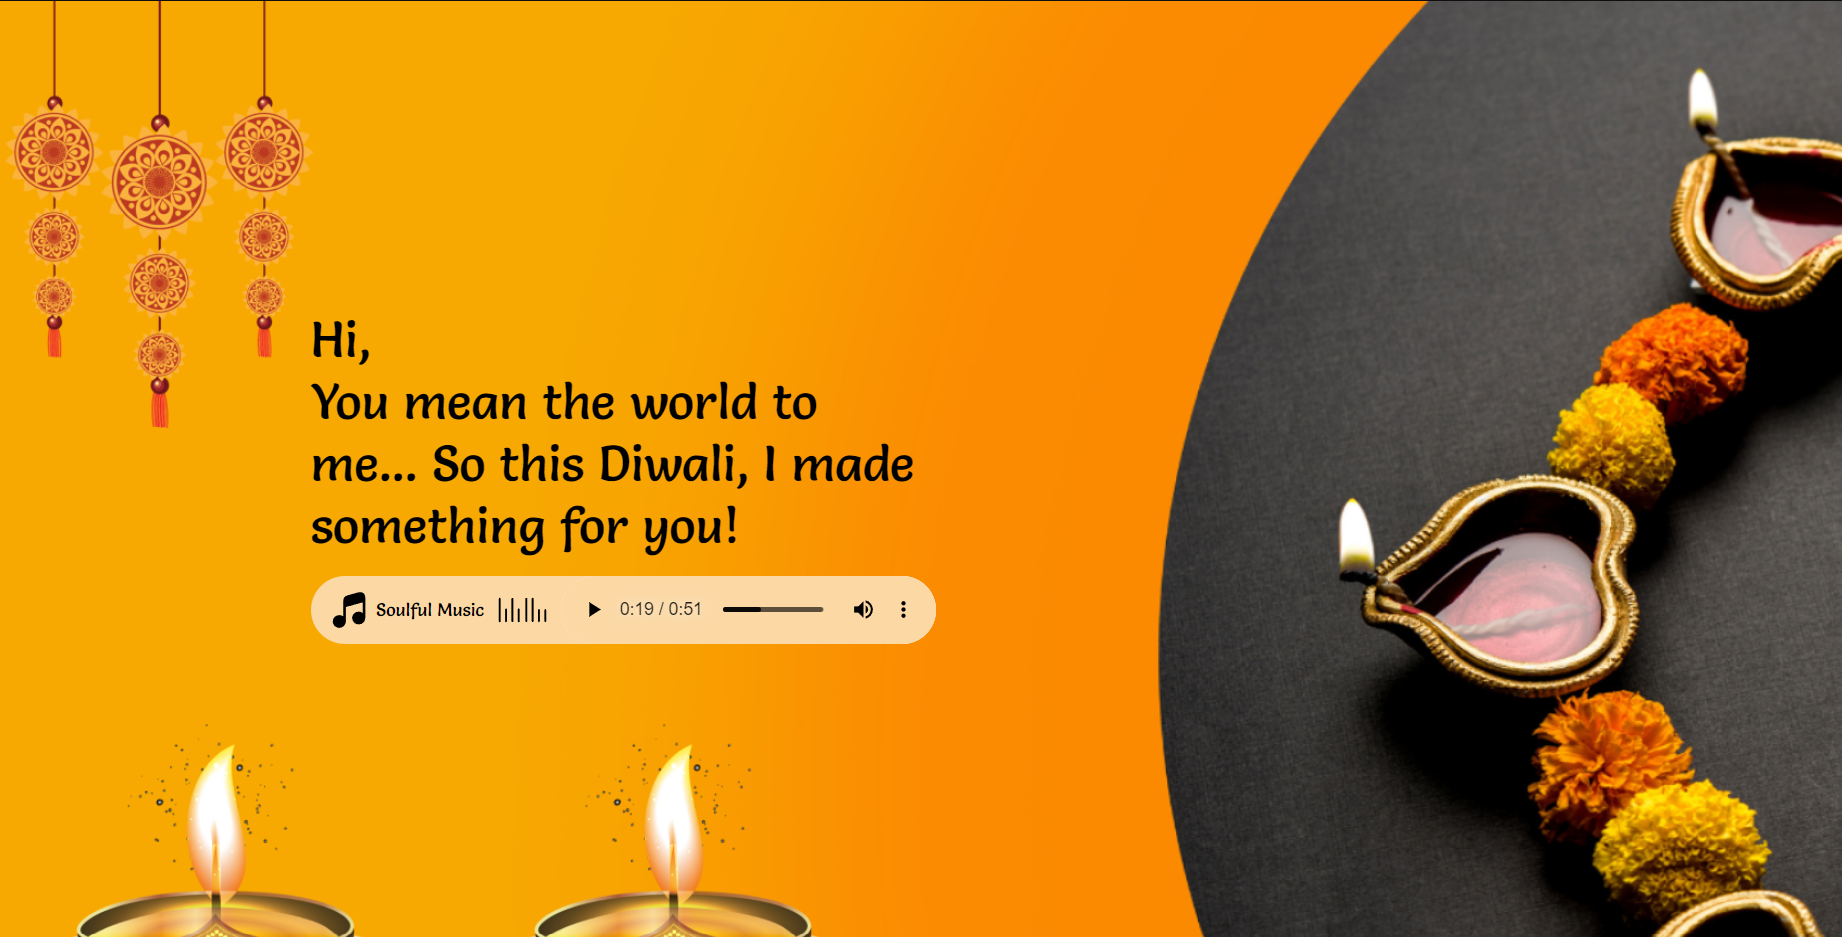 Hi,
You mean the world to
me... So this Diwali, I made
something for you!
Soulful Music 0:19 / 0:51